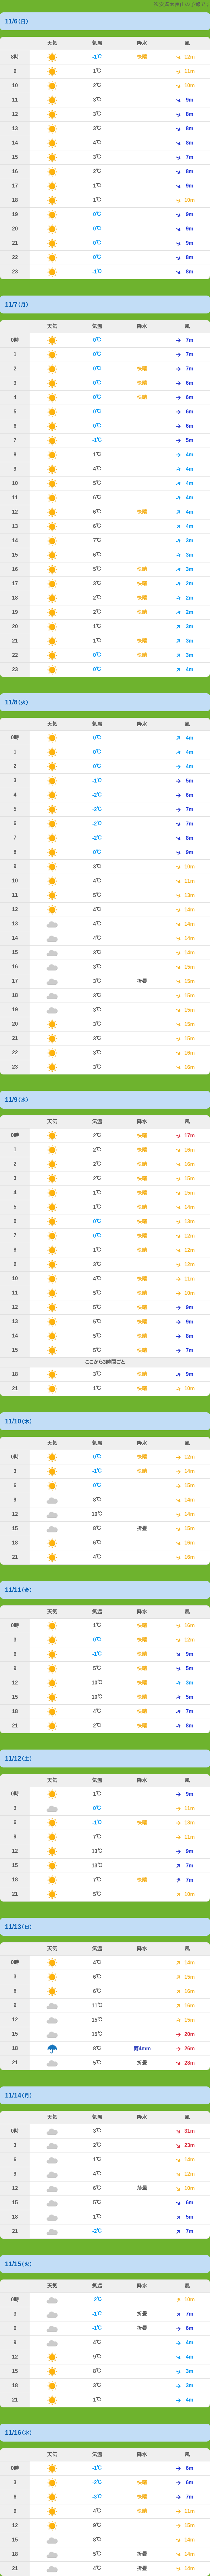 11/6(日)
天気 気温 降水 風
8時 -1℃ 快晴 12m
9 1℃ 11m
10 2℃ 10m
11 3℃ 9m
12 3℃ 8m
13 3℃ 8m
14 4℃ 8m
15 3℃ 7m
16 2℃ 8m
17 1℃ 9m
18 1℃ 10m
19 0℃ 9m
20 0℃ 9m
21 0℃ 9m
22 0℃ 8m
23 -1℃ 8m
11/7(月)
天気 気温 降水 風
0時 0℃ 7m
1 0℃ 7m
2 0℃ 快晴 7m
3 0℃ 快晴 6m
4 0℃ 快晴 6m
5 0℃ 6m
6 0℃ 6m
7 -1℃ 5m
8 1℃ 4m
9 4℃ 4m
10 5℃ 4m
11 6℃ 4m
12 6℃ 快晴 4m
13 6℃ 4m
14 7℃ 3m
15 6℃ 3m
16 5℃ 快晴 3m
17 3℃ 快晴 2m
18 2℃ 快晴 2m
19 2℃ 快晴 2m
20 1℃ 3m
21 1℃ 快晴 3m
22 0℃ 快晴 3m
23 0℃ 4m
11/8(火)
天気 気温 降水 風
0時 0℃ 4m
1 0℃ 4m
2 0℃ 4m
3 -1℃ 5m
4 -2℃ 6m
5 -2℃ 7m
6 -2℃ 7m
7 -2℃ 8m
8 0℃ 9m
9 3℃ 10m
10 4℃ 11m
11 5℃ 13m
12 4℃ 14m
13 4℃ 14m
14 4℃ 14m
15 3℃ 14m
16 3℃ 15m
17 3℃ 折曇 15m
18 3℃ 15m
19 3℃ 15m
20 3℃ 15m
21 3℃ 15m
22 3℃ 16m
23 3℃ 16m
11/9(水)
天気 気温 降水 風
0時 2℃ 快晴 17m
1 2℃ 快晴 16m
2 2℃ 快晴 16m
3 2℃ 快晴 15m
4 1℃ 快晴 15m
5 1℃ 快晴 14m
6 0℃ 快晴 13m
7 0℃ 快晴 12m
8 1℃ 快晴 12m
9 3℃ 快晴 12m
10 4℃ 快晴 11m
11 5℃ 快晴 10m
12 5℃ 快晴 9m
13 5℃ 快晴 9m
14 5℃ 快晴 8m
15 5℃ 快晴 7m
ここから3時間ごと
18 3℃ 快晴 9m
21 1℃ 快晴 10m
11/10(木)
天気 気温 降水 風
0時 0℃ 快晴 12m
3 -1℃ 快晴 14m
6 0℃ 15m
9 8℃ 14m
12 10℃ 14m
15 8℃ 折曇 15m
18 6℃ 16m
21 4℃ 16m
11/11(金)
天気 気温 降水 風
0時 1℃ 快晴 16m
3 0℃ 快晴 12m
6 -1℃ 快晴 9m
9 5℃ 快晴 5m
12 10℃ 快晴 3m
15 10℃ 快晴 5m
18 4℃ 快晴 7m
21 2℃ 快晴 8m
11/12(土)
天気 気温 降水 風
0時 1℃ 9m
3 0℃ 11m
6 -1℃ 快晴 13m
9 7℃ 11m
12 13℃ 9m
15 13℃ 7m
18 7℃ 快晴 7m
21 5℃ 10m
11/13(日)
天気 気温 降水 風
0時 4℃ 14m
3 6℃ 15m
6 6℃ 16m
9 11℃ 16m
12 15℃ 15m
15 15℃ 20m
18 8℃ 雨4mm 26m
21 5℃ 折曇 28m
11/14(月)
天気 気温 降水 風
0時 3℃ 31m
3 2℃ 23m
6 1℃ 14m
9 4℃ 12m
12 6℃ 薄曇 10m
15 5℃ 6m
18 1℃ 5m
21 -2℃ 7m
11/15(火)
天気 気温 降水 風
0時 -2℃ 10m
3 -1℃ 折曇 7m
6 -1℃ 折曇 6m
9 4℃ 4m
12 9℃ 4m
15 8℃ 3m
18 3℃ 3m
21 1℃ 4m
11/16(水)
天気 気温 降水 風
0時 -1℃ 6m
3 -2℃ 快晴 6m
6 -3℃ 快晴 7m
9 4℃ 快晴 11m
12 9℃ 15m
15 8℃ 14m
18 5℃ 折曇 14m
21 4℃ 折曇 14m